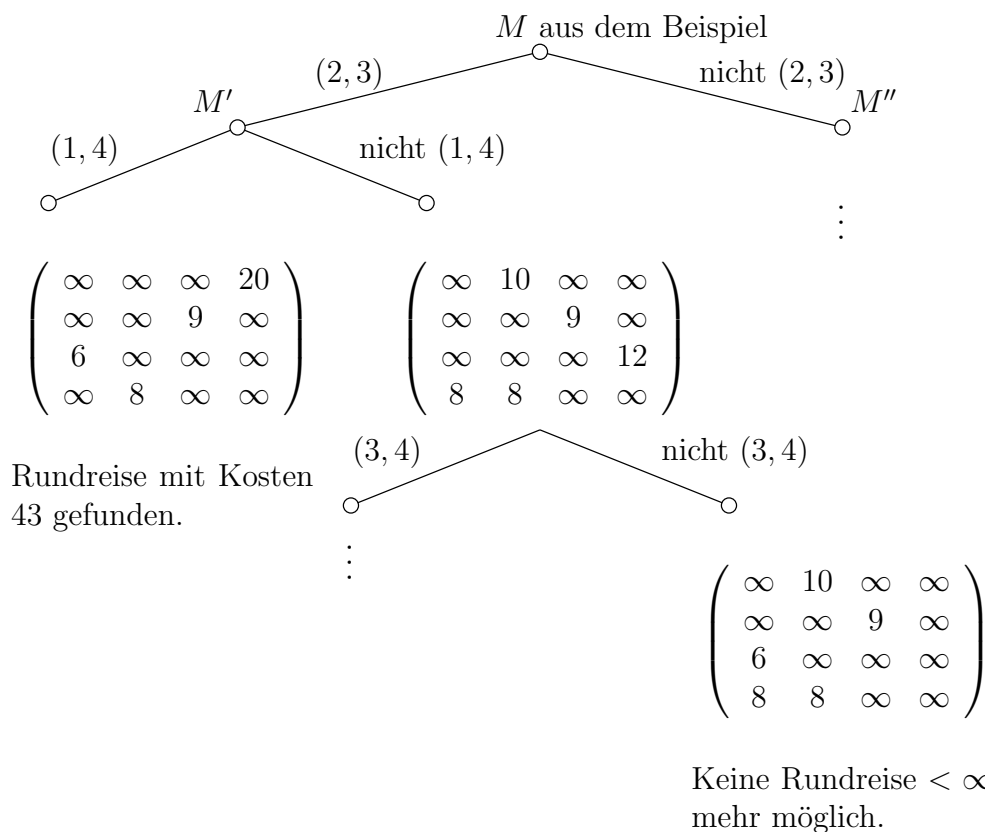 M aus dem Beispiel
(2, 3)
nicht (2, 3)
M′
M″
(1, 4)
nicht (1, 4)
⋮
( ∞ ∞ ∞ 20 )
( ∞ ∞ 9 ∞ )
( 6 ∞ ∞ ∞ )
( ∞ 8 ∞ ∞ )
( ∞ 10 ∞ ∞ )
( ∞ ∞ 9 ∞ )
( ∞ ∞ ∞ 12 )
( 8 8 ∞ ∞ )
Rundreise mit Kosten
43 gefunden.
(3, 4)
nicht (3, 4)
⋮
( ∞ 10 ∞ ∞ )
( ∞ ∞ 9 ∞ )
( 6 ∞ ∞ ∞ )
( 8 8 ∞ ∞ )
Keine Rundreise < ∞
mehr möglich.